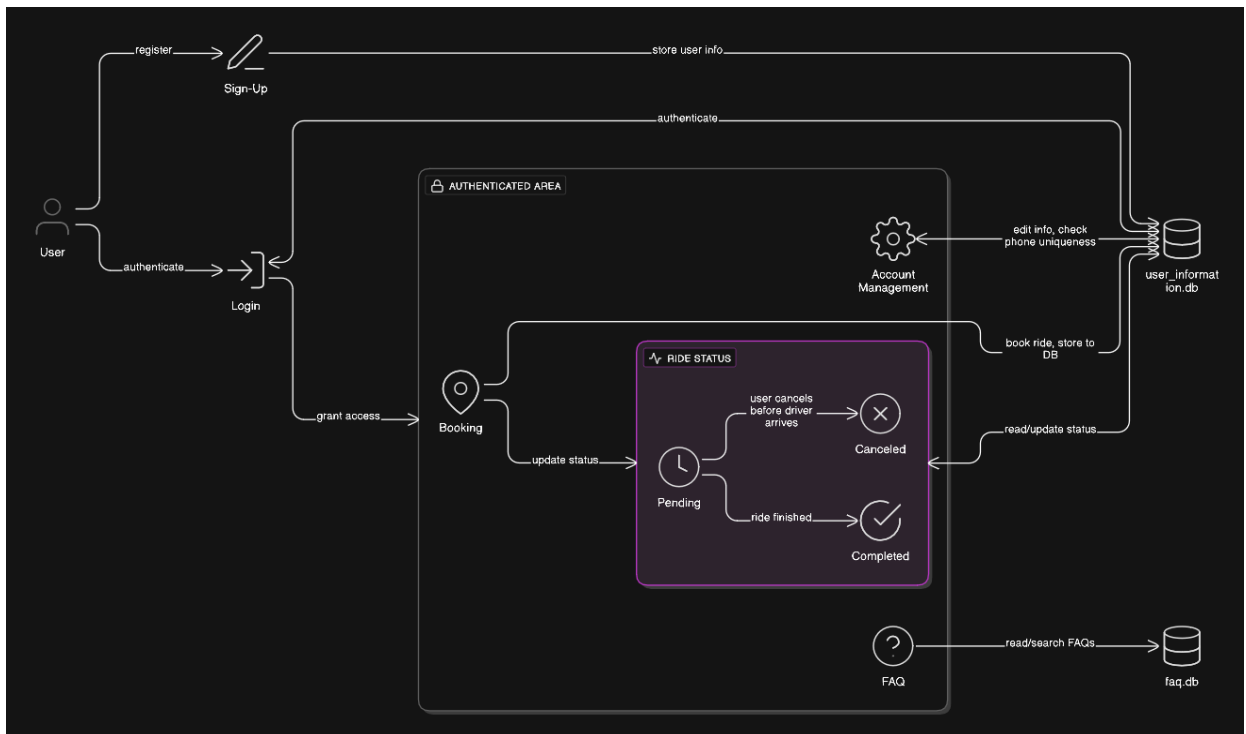 register
store user info
Sign-Up
authenticate
AUTHENTICATED AREA
User
authenticate
Login
edit info, check
phone uniqueness
Account
Management
user_informat
ion.db
book ride, store to
DB
RIDE STATUS
grant access
Booking
user cancels
before driver
arrives
Canceled
read/update status
update status
Pending
ride finished
Completed
read/search FAQs
FAQ
faq.db